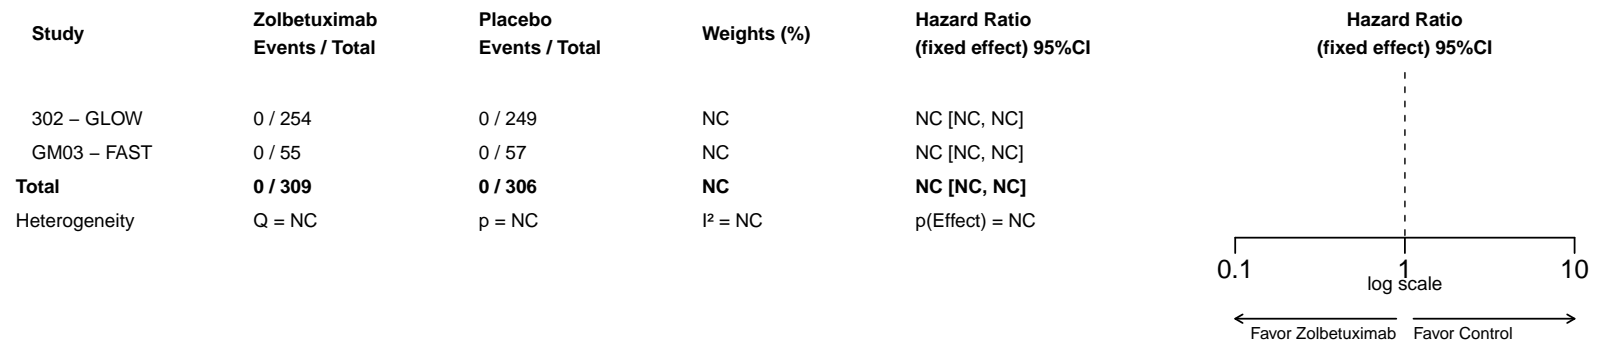 Study Zolbetuximab Events / Total Placebo Events / Total Weights (%) Hazard Ratio (fixed effect) 95%CI Hazard Ratio (fixed effect) 95%CI
302 – GLOW 0 / 254 0 / 249 NC NC [NC, NC]
GM03 – FAST 0 / 55 0 / 57 NC NC [NC, NC]
Total 0 / 309 0 / 306 NC NC [NC, NC]
Heterogeneity Q = NC p = NC I² = NC p(Effect) = NC
0.1 1 10
log scale
Favor Zolbetuximab Favor Control